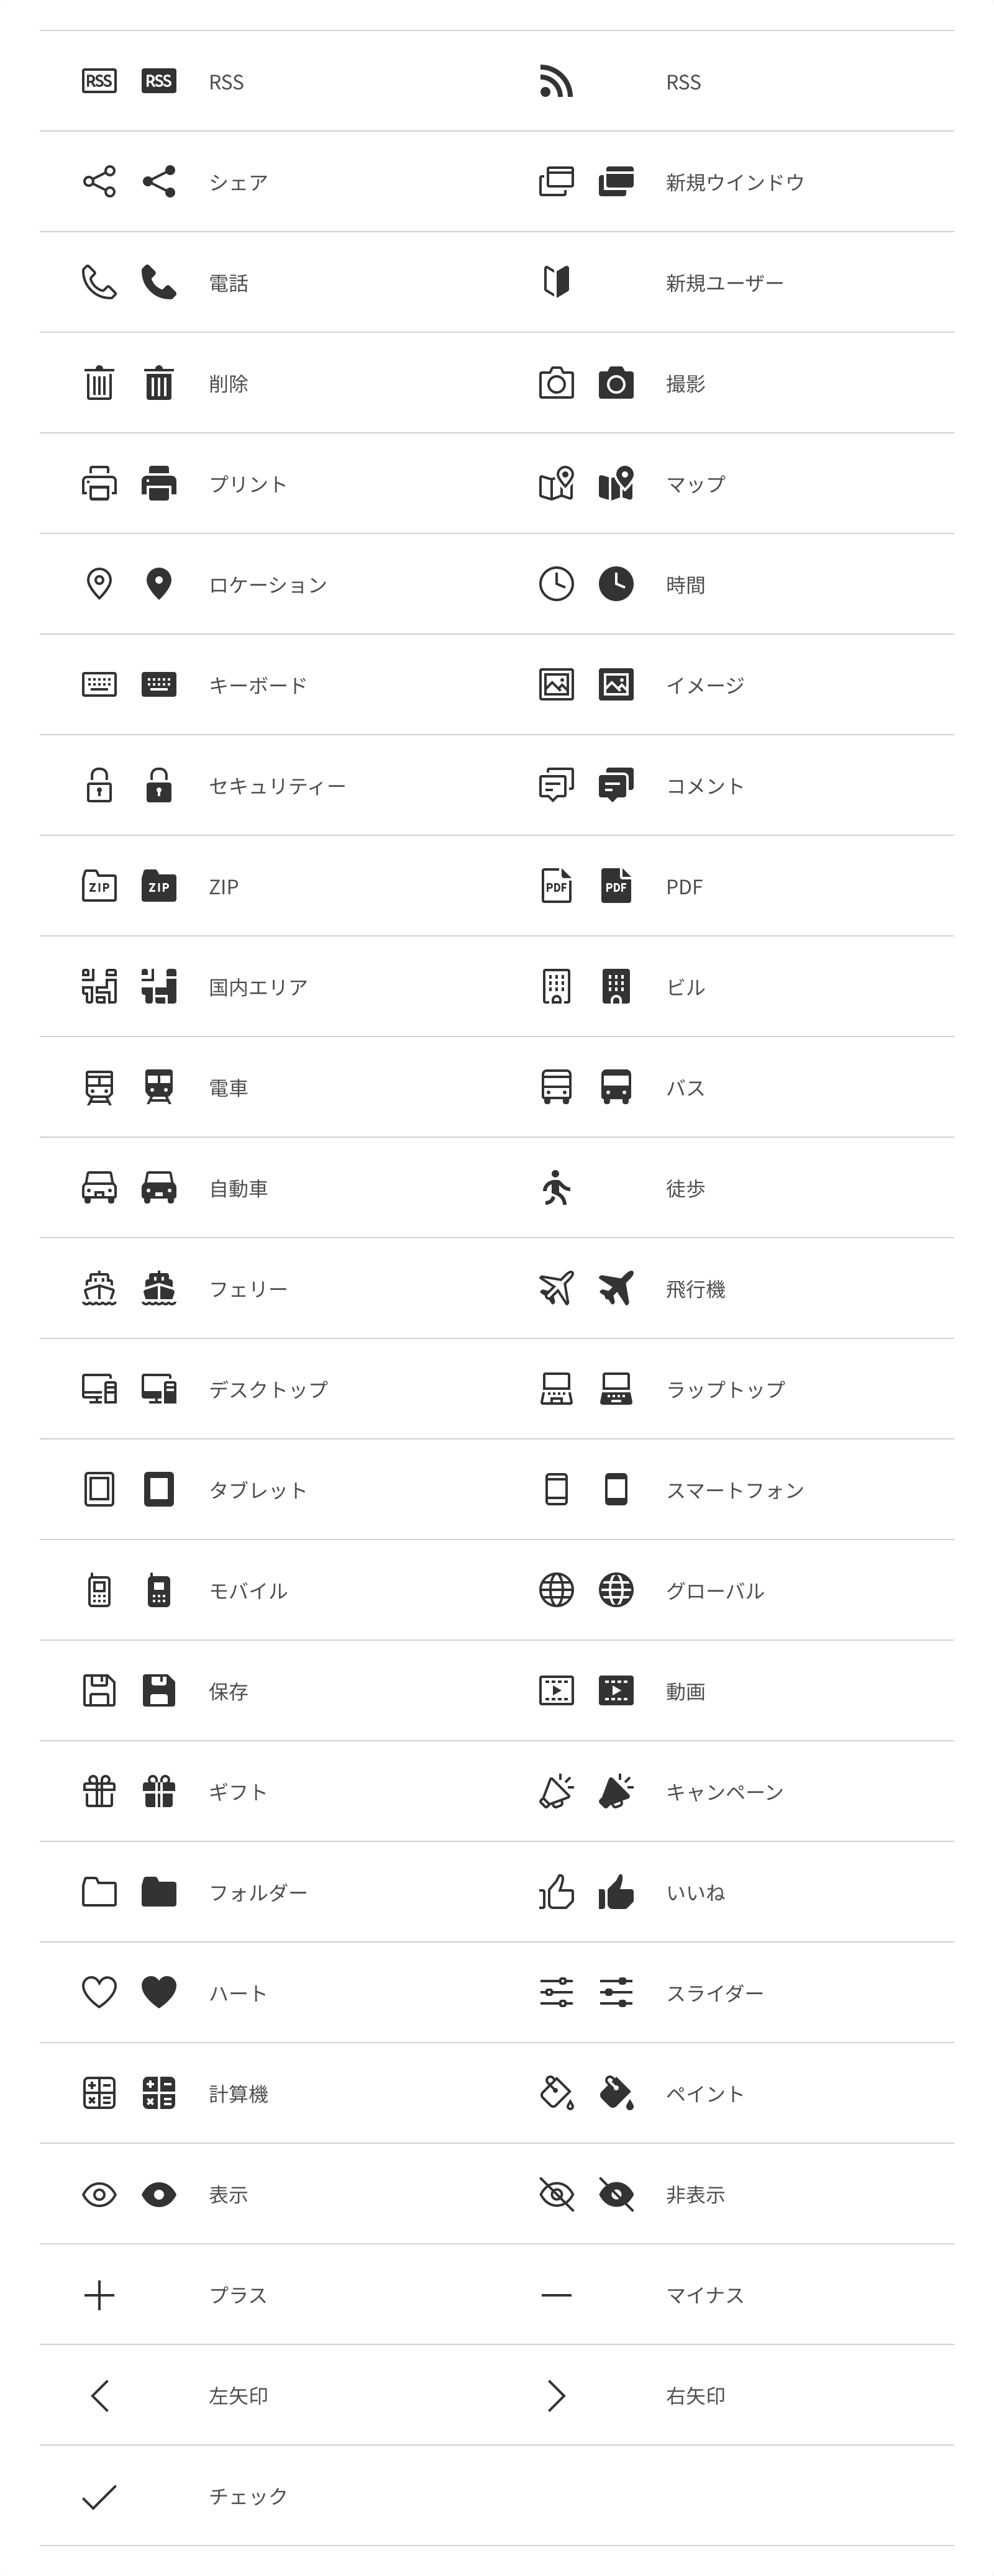 RSS RSS RSS RSS
シェア 新規ウインドウ
電話 新規ユーザー
削除 撮影
プリント マップ
ロケーション 時間
キーボード イメージ
セキュリティー コメント
ZIP ZIP ZIP PDF PDF PDF
国内エリア ビル
電車 バス
自動車 徒歩
フェリー 飛行機
デスクトップ ラップトップ
タブレット スマートフォン
モバイル グローバル
保存 動画
ギフト キャンペーン
フォルダー いいね
ハート スライダー
計算機 ペイント
表示 非表示
プラス マイナス
左矢印 右矢印
チェック